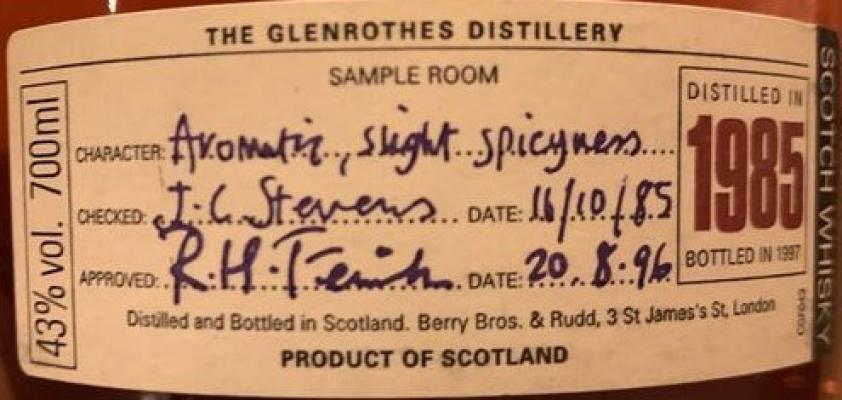 THE GLENROTHES DISTILLERY
SAMPLE ROOM
CHARACTER: Aromatic, slight spicyness
CHECKED: J.C. Stevens DATE: 16/10/85
APPROVED: R.H. DATE: 20.8.96
Distilled and Bottled in Scotland. Berry Bros. & Rudd, 3 St James's St, London
PRODUCT OF SCOTLAND
43% vol. 700ml
DISTILLED IN
1985
BOTTLED IN 1997
SCOTCH WHISKY